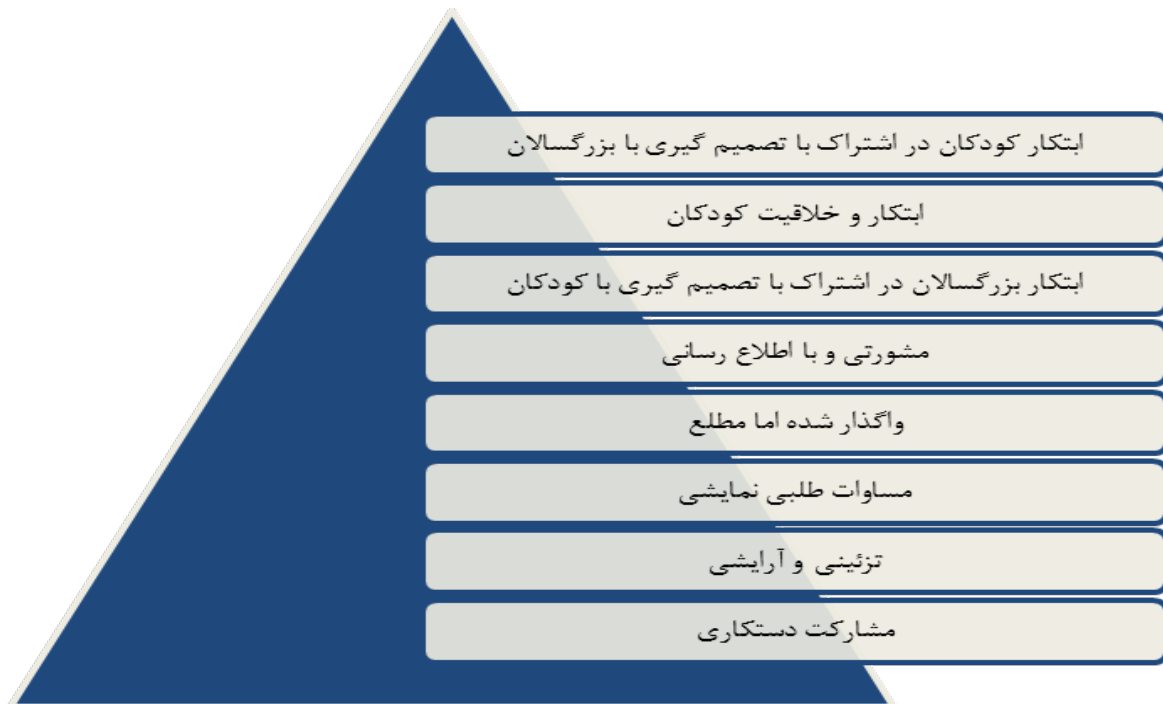 ابتکار کودکان در اشتراک با تصمیم گیری با بزرگسالان
ابتکار و خلاقیت کودکان
ابتکار بزرگسالان در اشتراک با تصمیم گیری با کودکان
مشورتی و با اطلاع رسانی
واگذار شده اما مطلع
مساوات طلبی نمایشی
تزئینی و آرایشی
مشارکت دستکاری